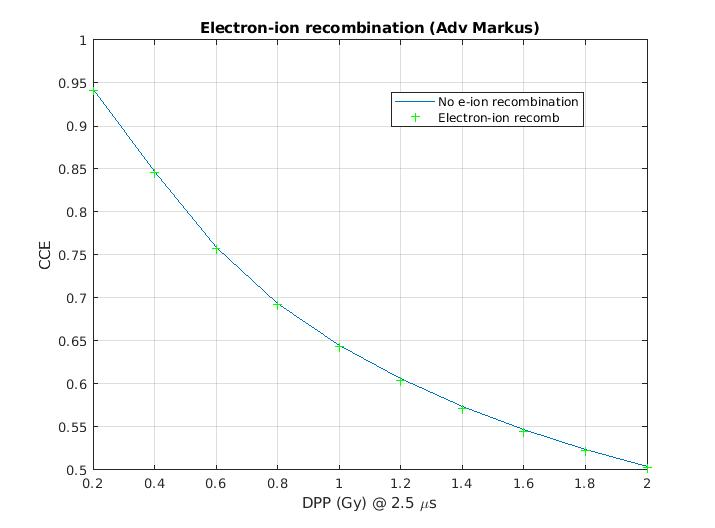 Electron-ion recombination (Adv Markus)
1
0.95
0.9
0.85
0.8
0.75
0.7
0.65
0.6
0.55
0.5
CCE
No e-ion recombination
Electron-ion recomb
0.2 0.4 0.6 0.8 1 1.2 1.4 1.6 1.8 2
DPP (Gy) @ 2.5 μs